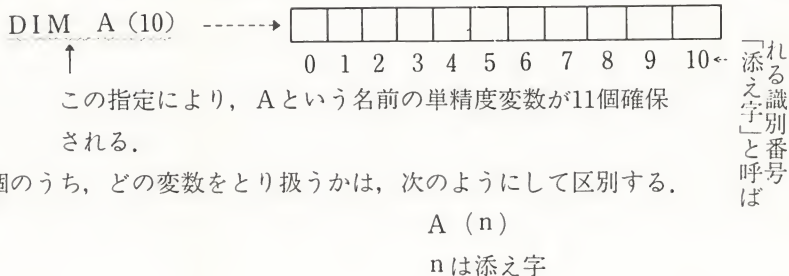 DIM A (10)
0 1 2 3 4 5 6 7 8 9 10
「添え字」と呼ば
れる識別番号
この指定により，Aという名前の単精度変数が11個確保
される．
個のうち，どの変数をとり扱うかは，次のようにして区別する．
A (n)
nは添え字